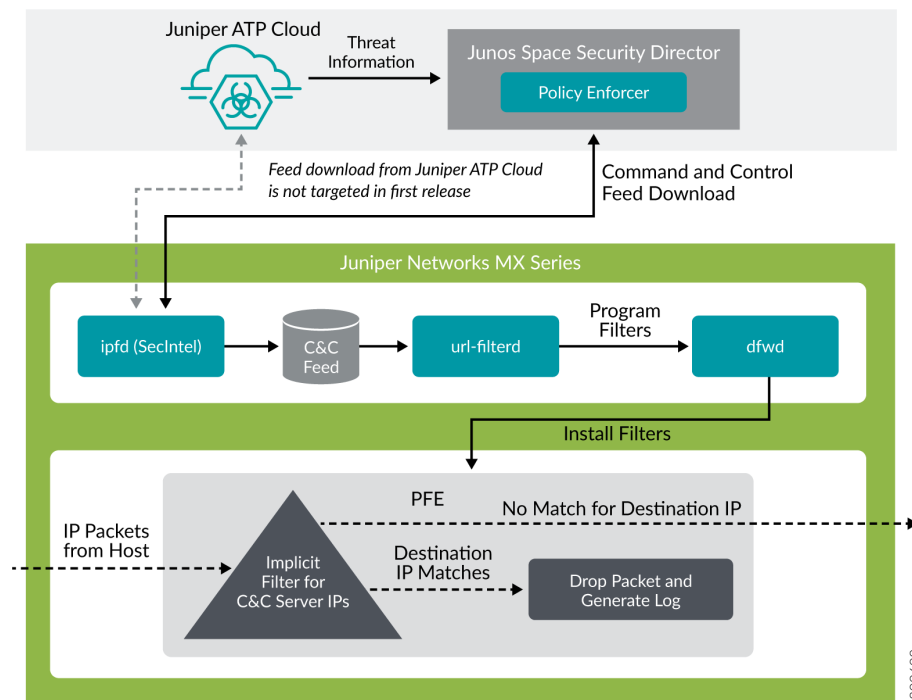 Juniper ATP Cloud
Threat
Information
Junos Space Security Director
Policy Enforcer
Feed download from Juniper ATP Cloud
is not targeted in first release
Command and Control
Feed Download
Juniper Networks MX Series
ipfd (SecIntel)
C&C
Feed
url-filterd
Program
Filters
dfwd
Install Filters
PFE
No Match for Destination IP
IP Packets
from Host
Implicit
Filter for
C&C Server IPs
Destination
IP Matches
Drop Packet and
Generate Log